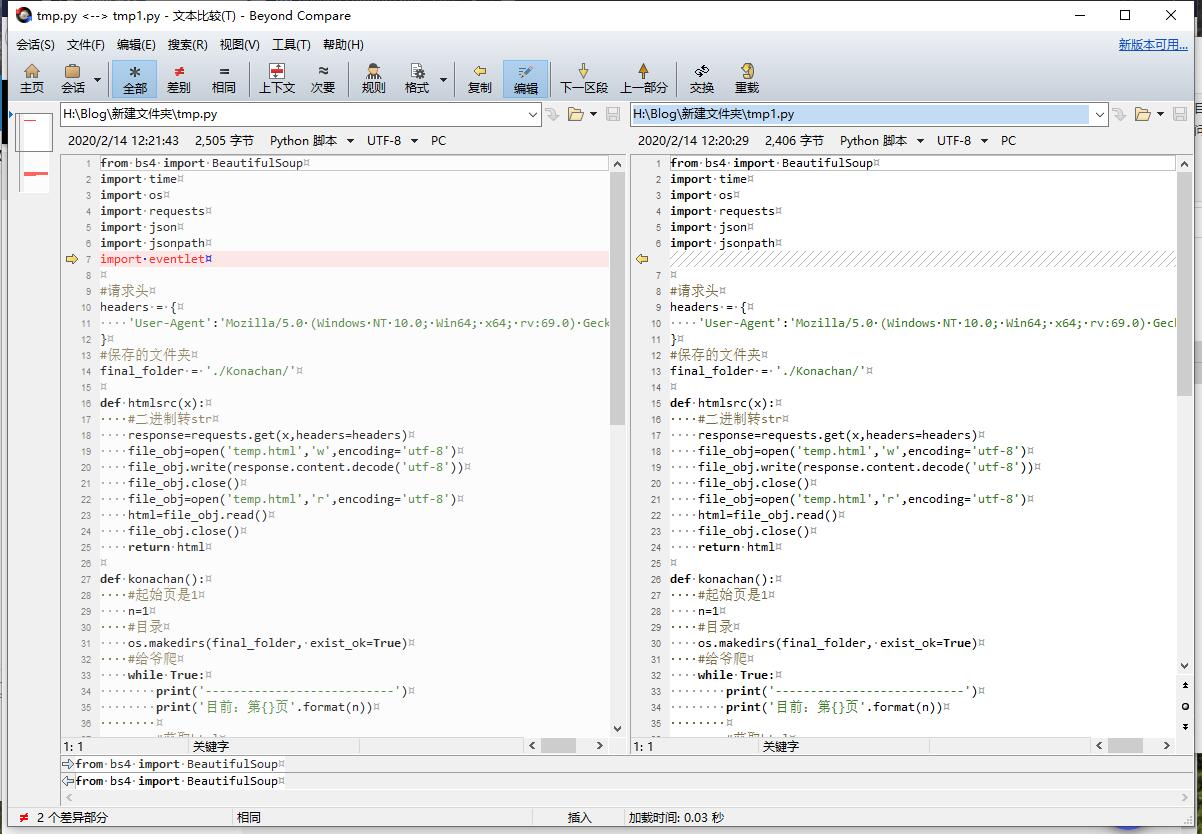 tmp.py <--> tmp1.py - 文本比较(T) - Beyond Compare
会话(S) 文件(F) 编辑(E) 搜索(R) 视图(V) 工具(T) 帮助(H) 新版本可用...
主页 会话 全部 差别 相同 上下文 次要 规则 格式 复制 编辑 下一区段 上一部分 交换 重载
H:\Blog\新建文件夹\tmp.py
2020/2/14 12:21:43 2,505 字节 Python 脚本 UTF-8 PC
1 from bs4 import BeautifulSoup
2 import time
3 import os
4 import requests
5 import json
6 import jsonpath
7 import eventlet
8
9 #请求头
10 headers = {
11     'User-Agent':'Mozilla/5.0 (Windows NT 10.0; Win64; x64; rv:69.0) Geck
12 }
13 #保存的文件夹
14 final_folder = './Konachan/'
15
16 def htmlsrc(x):
17     #二进制转str
18     response=requests.get(x,headers=headers)
19     file_obj=open('temp.html','w',encoding='utf-8')
20     file_obj.write(response.content.decode('utf-8'))
21     file_obj.close()
22     file_obj=open('temp.html','r',encoding='utf-8')
23     html=file_obj.read()
24     file_obj.close()
25     return html
26
27 def konachan():
28     #起始页是1
29     n=1
30     #目录
31     os.makedirs(final_folder, exist_ok=True)
32     #给爷爬
33     while True:
34         print('---------------------------')
35         print('目前: 第{}页'.format(n))
36
1: 1 关键字
H:\Blog\新建文件夹\tmp1.py
2020/2/14 12:20:29 2,406 字节 Python 脚本 UTF-8 PC
1 from bs4 import BeautifulSoup
2 import time
3 import os
4 import requests
5 import json
6 import jsonpath
7
8 #请求头
9 headers = {
10     'User-Agent':'Mozilla/5.0 (Windows NT 10.0; Win64; x64; rv:69.0) Gecl
11 }
12 #保存的文件夹
13 final_folder = './Konachan/'
14
15 def htmlsrc(x):
16     #二进制转str
17     response=requests.get(x,headers=headers)
18     file_obj=open('temp.html','w',encoding='utf-8')
19     file_obj.write(response.content.decode('utf-8'))
20     file_obj.close()
21     file_obj=open('temp.html','r',encoding='utf-8')
22     html=file_obj.read()
23     file_obj.close()
24     return html
25
26 def konachan():
27     #起始页是1
28     n=1
29     #目录
30     os.makedirs(final_folder, exist_ok=True)
31     #给爷爬
32     while True:
33         print('---------------------------')
34         print('目前: 第{}页'.format(n))
35
1: 1 关键字
from bs4 import BeautifulSoup
from bs4 import BeautifulSoup
2 个差异部分 相同 插入 加载时间: 0.03 秒